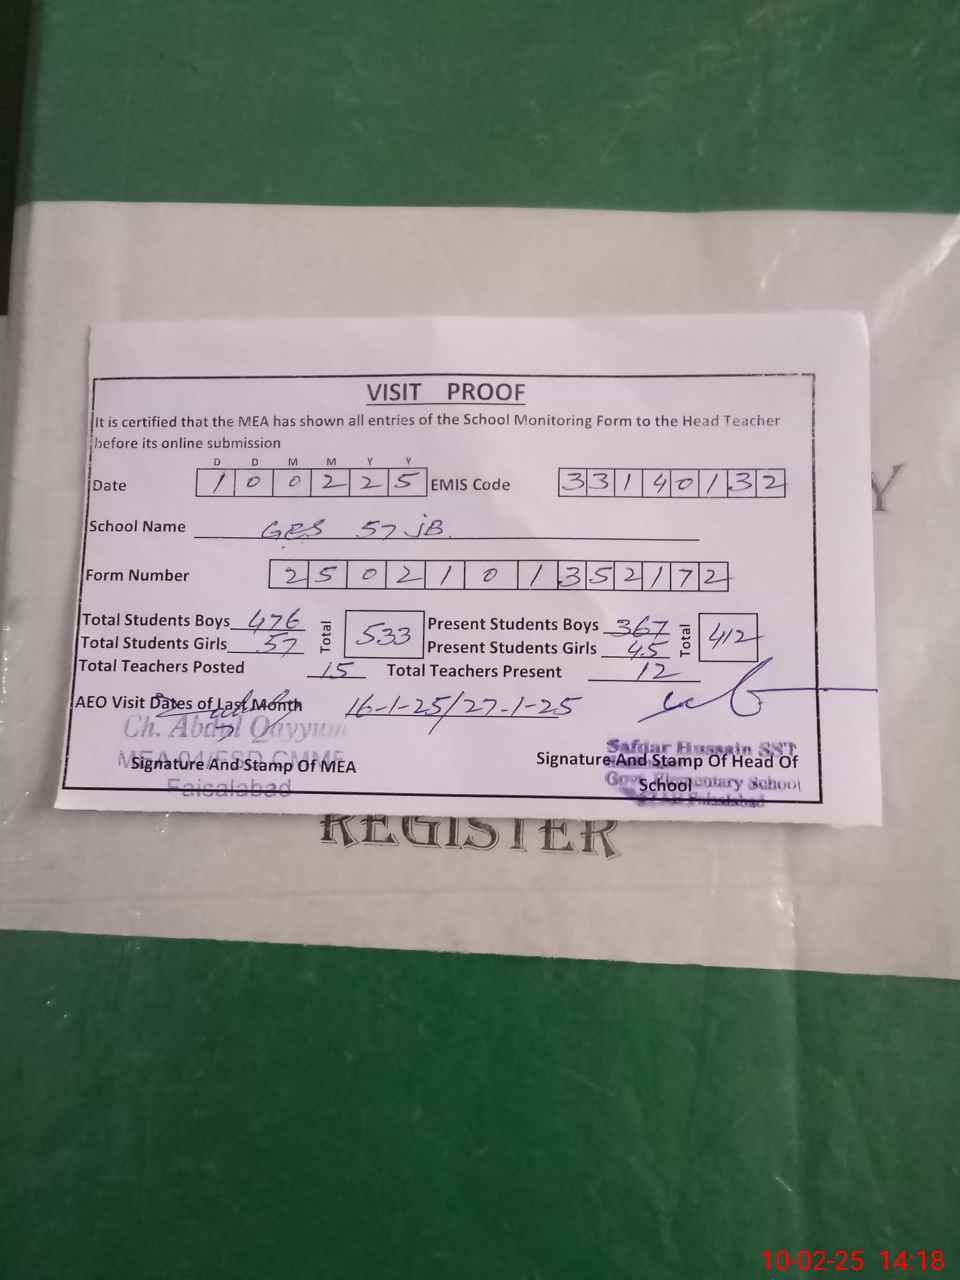 VISIT PROOF
It is certified that the MEA has shown all entries of the School Monitoring Form to the Head Teacher
before its online submission
D D M M Y Y
Date 1 0 0 2 2 5 EMIS Code 3 3 1 4 0 1 3 2
School Name GES 57 JB.
Form Number 2 5 0 2 1 0 1 3 5 2 1 7 2
Total Students Boys 476 Total 533 Present Students Boys 367 Total 412
Total Students Girls 57 Present Students Girls 45
Total Teachers Posted 15 Total Teachers Present 12
AEO Visit Dates of Last Month 16-1-25/27-1-25
Ch. Abdul Qayyum
Safdar Hussain SST
Signature And Stamp Of MEA Signature And Stamp Of Head Of
School
Faisalabad
Govt. Elementary School
Faisalabad
Y
REGISTER
10-02-25 14:18